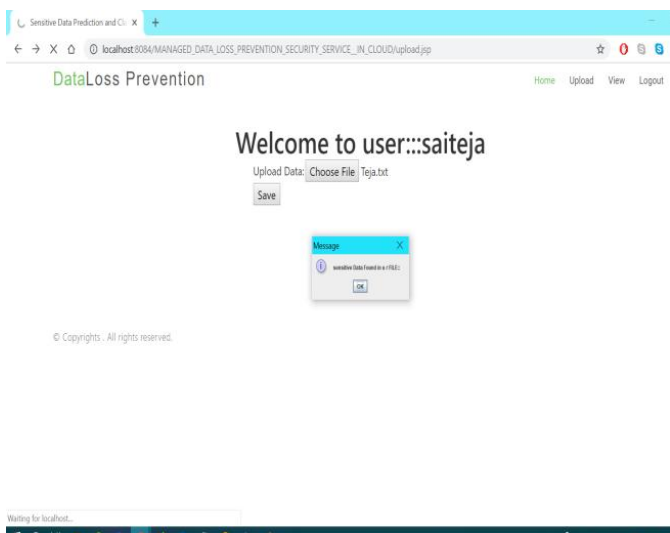 Sensitive Data Prediction and Cl X +
localhost:8084/MANAGED_DATA_LOSS_PREVENTION_SECURITY_SERVICE__IN_CLOUD/upload.jsp
DataLoss Prevention
Home Upload View Logout
Welcome to user:::saiteja
Upload Data: Choose File Teja.txt
Save
Message X
sensitive Data Found in a :(FILE:)
OK
© Copyrights . All rights reserved.
Waiting for localhost...